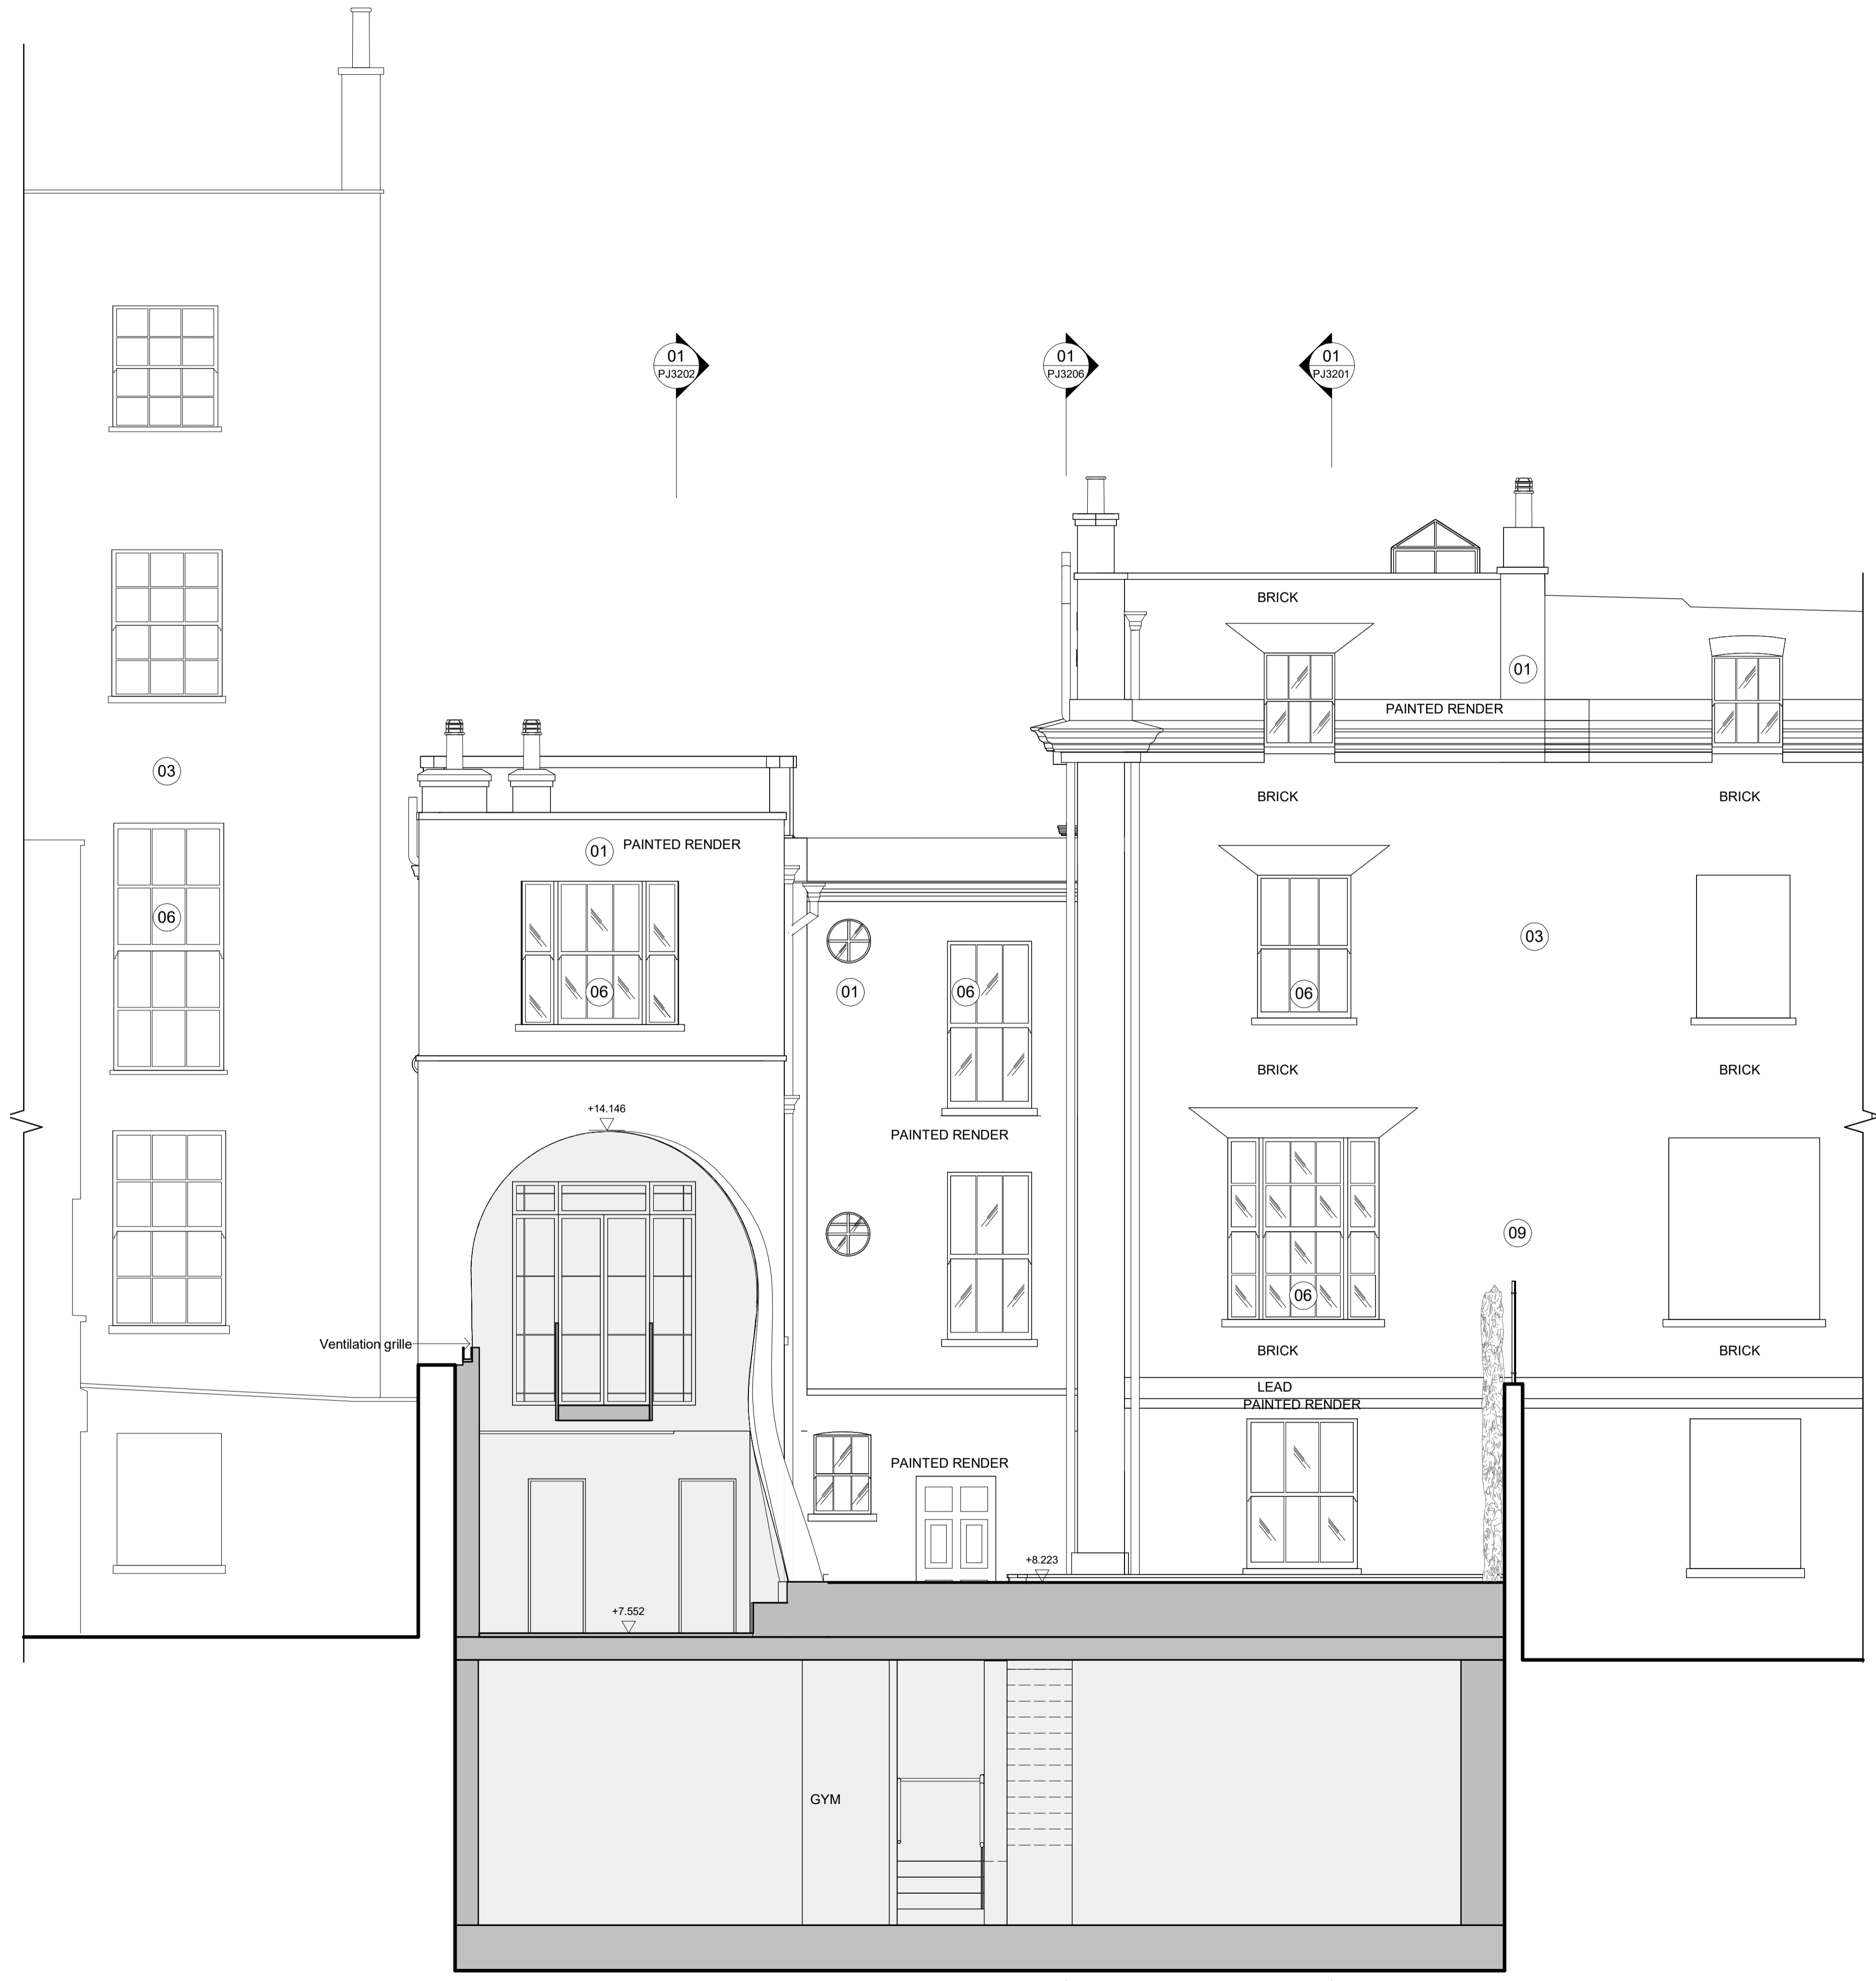 01
PJ3202
01
PJ3206
01
PJ3201
BRICK
01
PAINTED RENDER
03
BRICK
BRICK
01
PAINTED RENDER
06
03
06
01
06
06
BRICK
BRICK
+14.146
PAINTED RENDER
09
06
Ventilation grille
BRICK
BRICK
LEAD
PAINTED RENDER
PAINTED RENDER
+8.223
+7.552
GYM